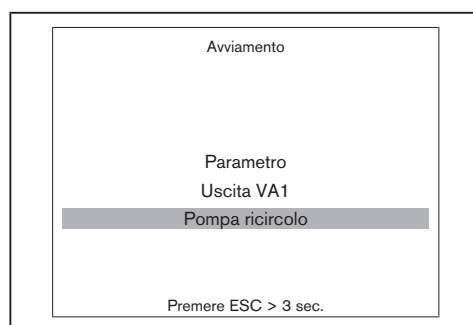 Avviamento
Parametro
Uscita VA1
Pompa ricircolo
Premere ESC > 3 sec.